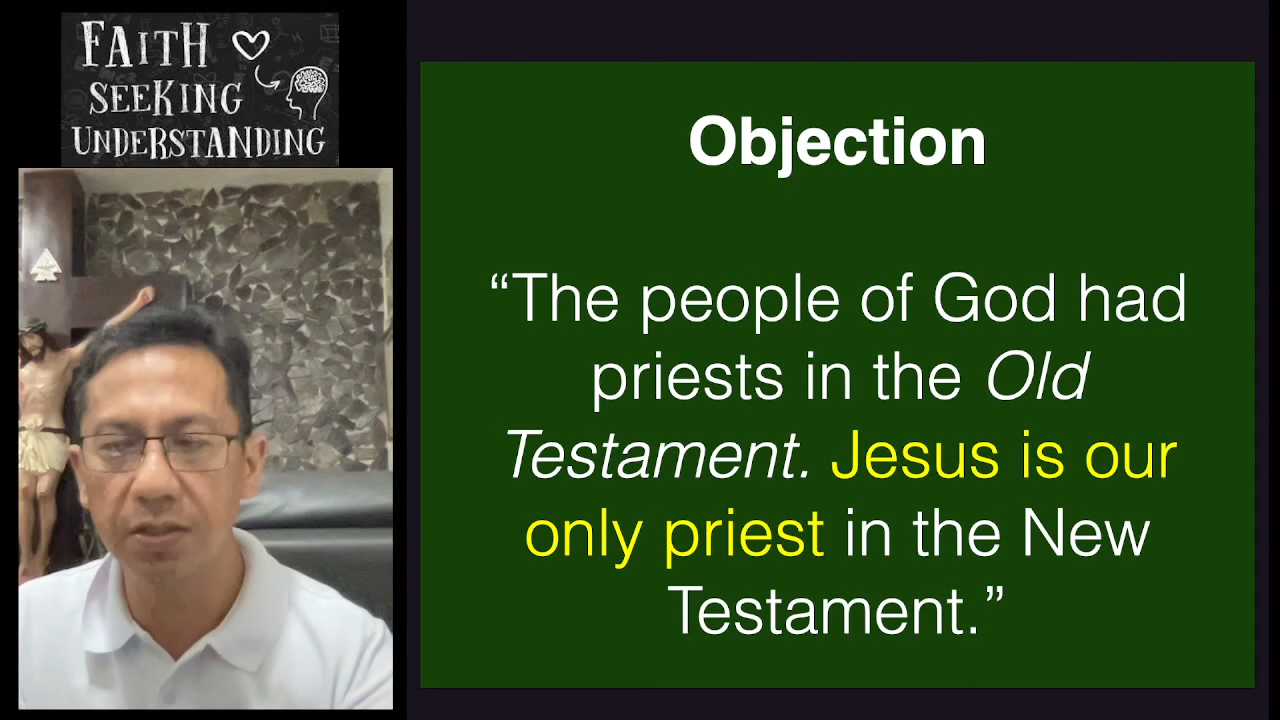 FAITH
SEEKING
UNDERSTANDING
Objection
“The people of God had
priests in the Old
Testament. Jesus is our
only priest in the New
Testament.”